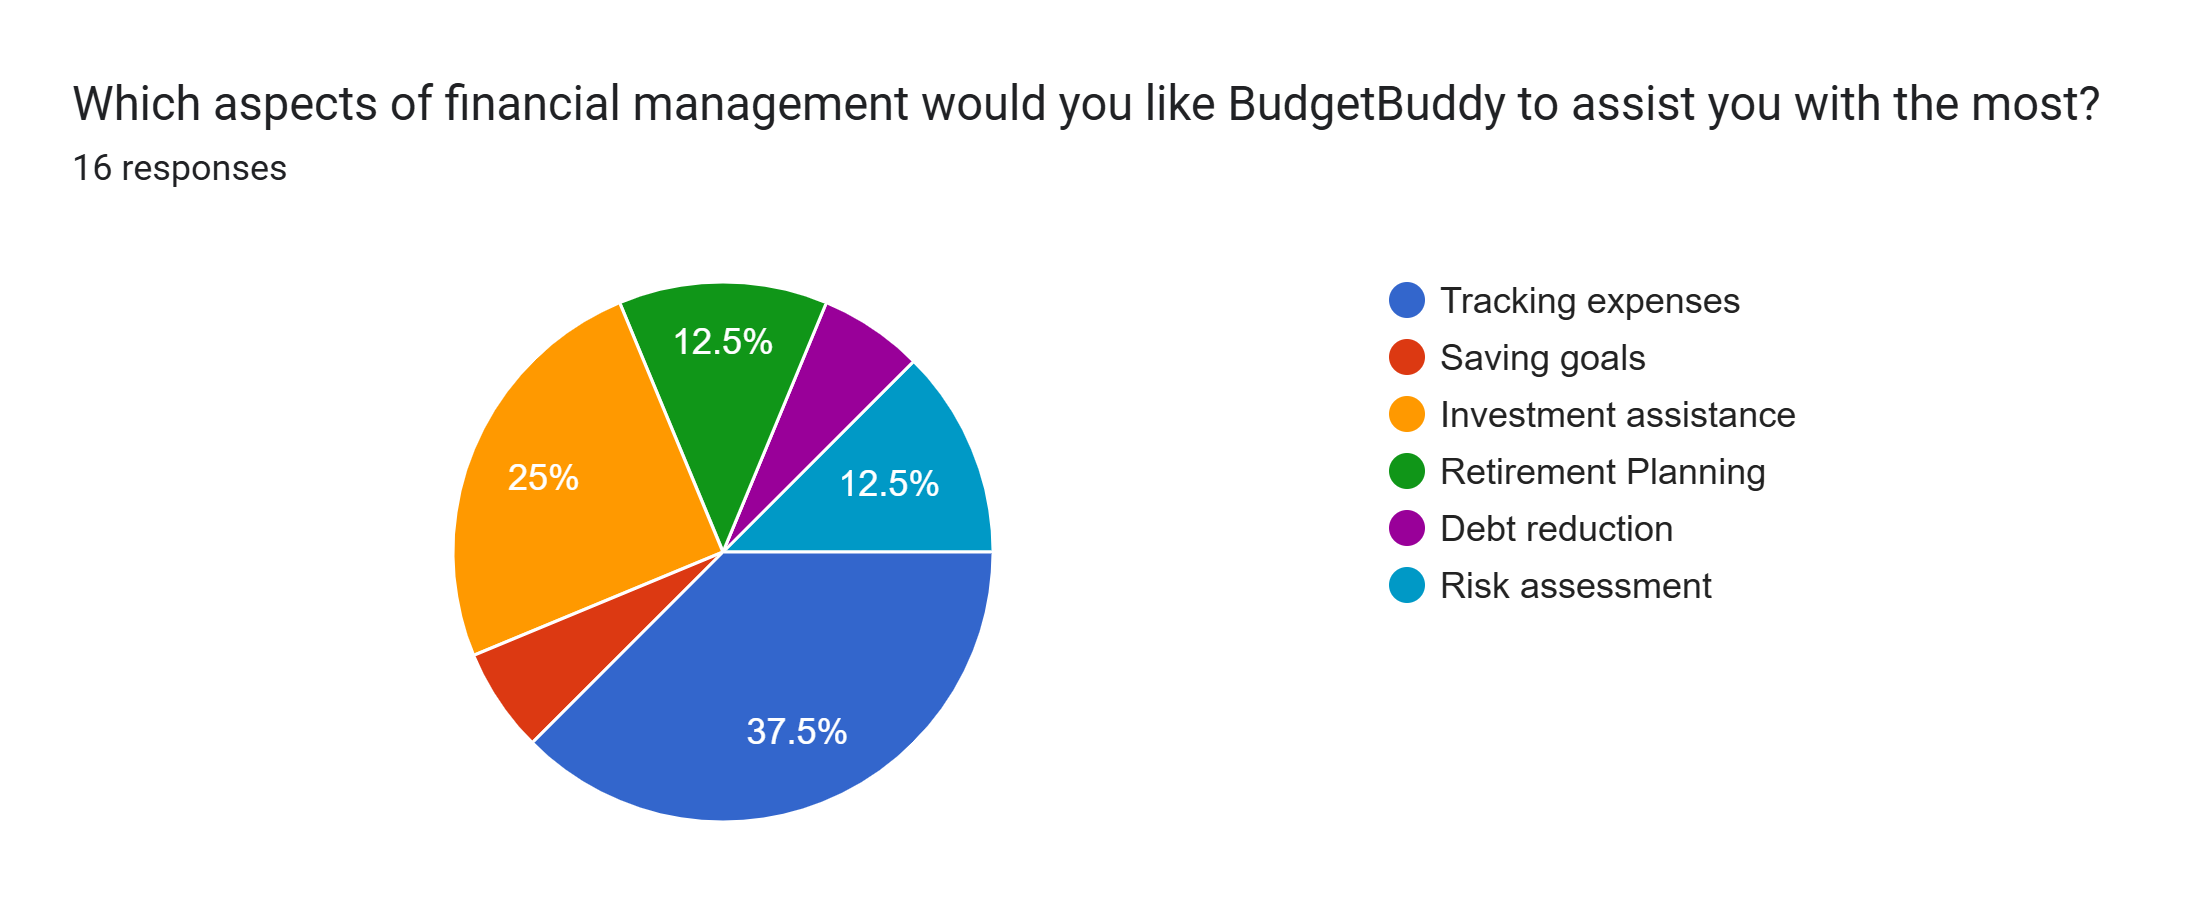 Which aspects of financial management would you like BudgetBuddy to assist you with the most?
16 responses
12.5%
25%
12.5%
37.5%
Tracking expenses
Saving goals
Investment assistance
Retirement Planning
Debt reduction
Risk assessment